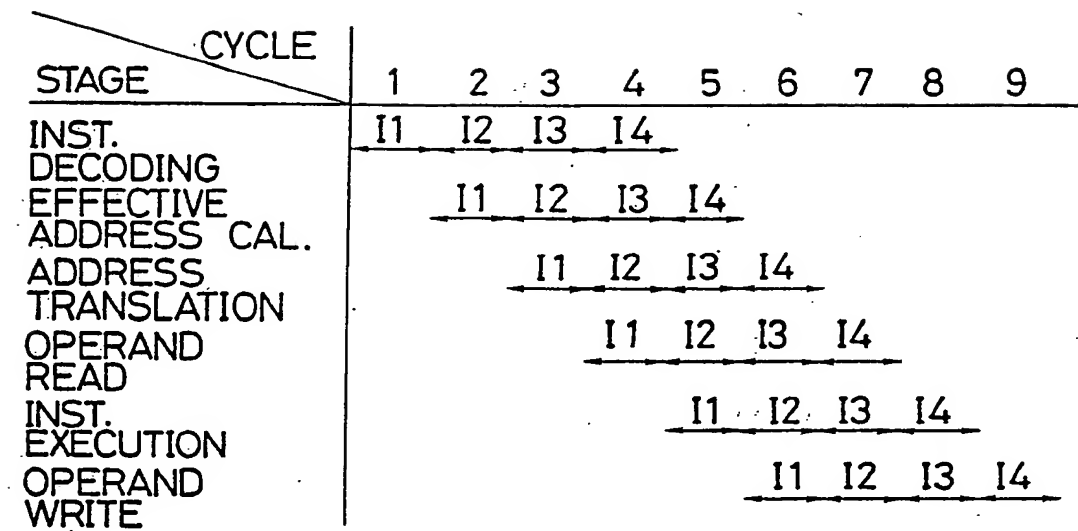 CYCLE
STAGE 1 2 3 4 5 6 7 8 9
INST. I1 I2 I3 I4
DECODING
EFFECTIVE I1 I2 I3 I4
ADDRESS CAL.
ADDRESS I1 I2 I3 I4
TRANSLATION
OPERAND I1 I2 I3 I4
READ
INST. I1 I2 I3 I4
EXECUTION
OPERAND I1 I2 I3 I4
WRITE